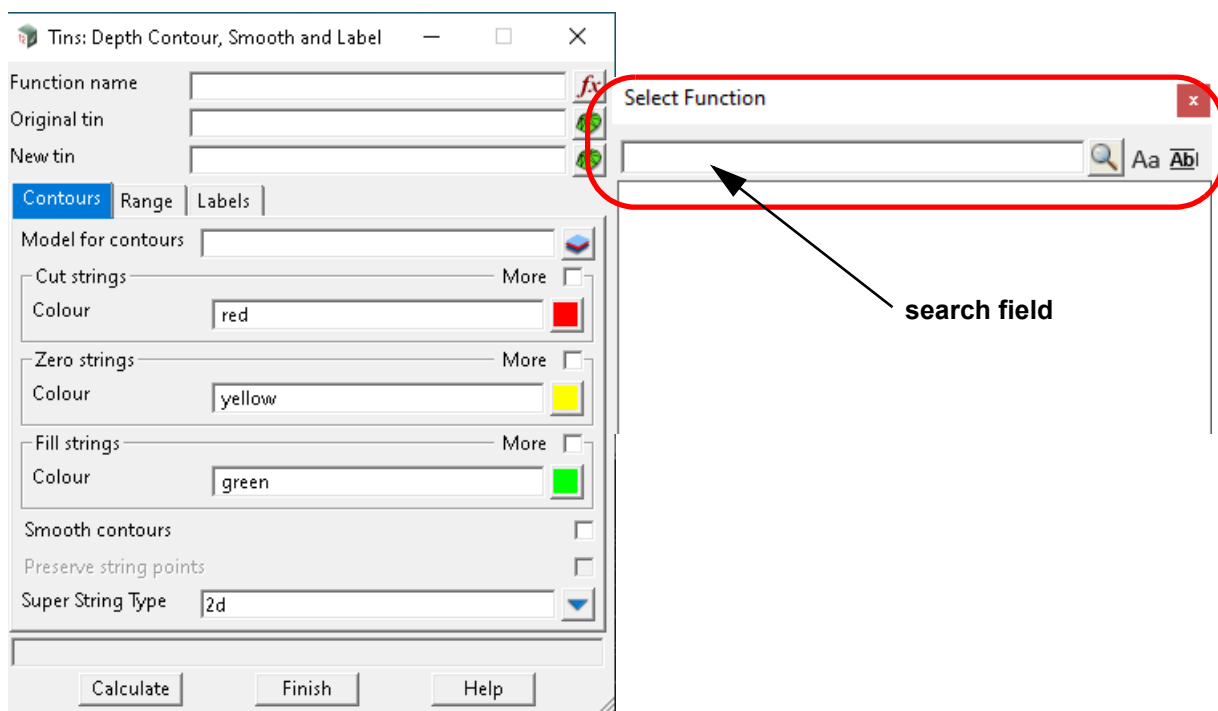 Tins: Depth Contour, Smooth and Label
Function name
fx
Original tin
New tin
Contours Range Labels
Model for contours
Cut strings More
Colour red
Zero strings More
Colour yellow
Fill strings More
Colour green
Smooth contours
Preserve string points
Super String Type 2d
Calculate Finish Help
Select Function
x
Aa Abl
search field